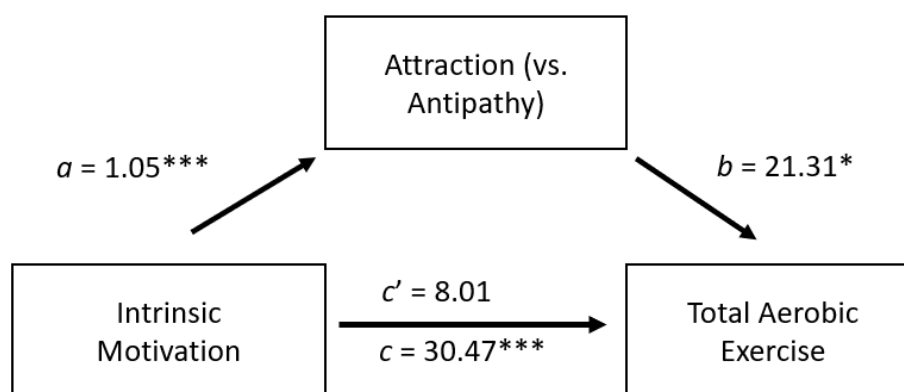 Attraction (vs.
Antipathy)
a = 1.05***
b = 21.31*
Intrinsic
Motivation
c’ = 8.01
c = 30.47***
Total Aerobic
Exercise